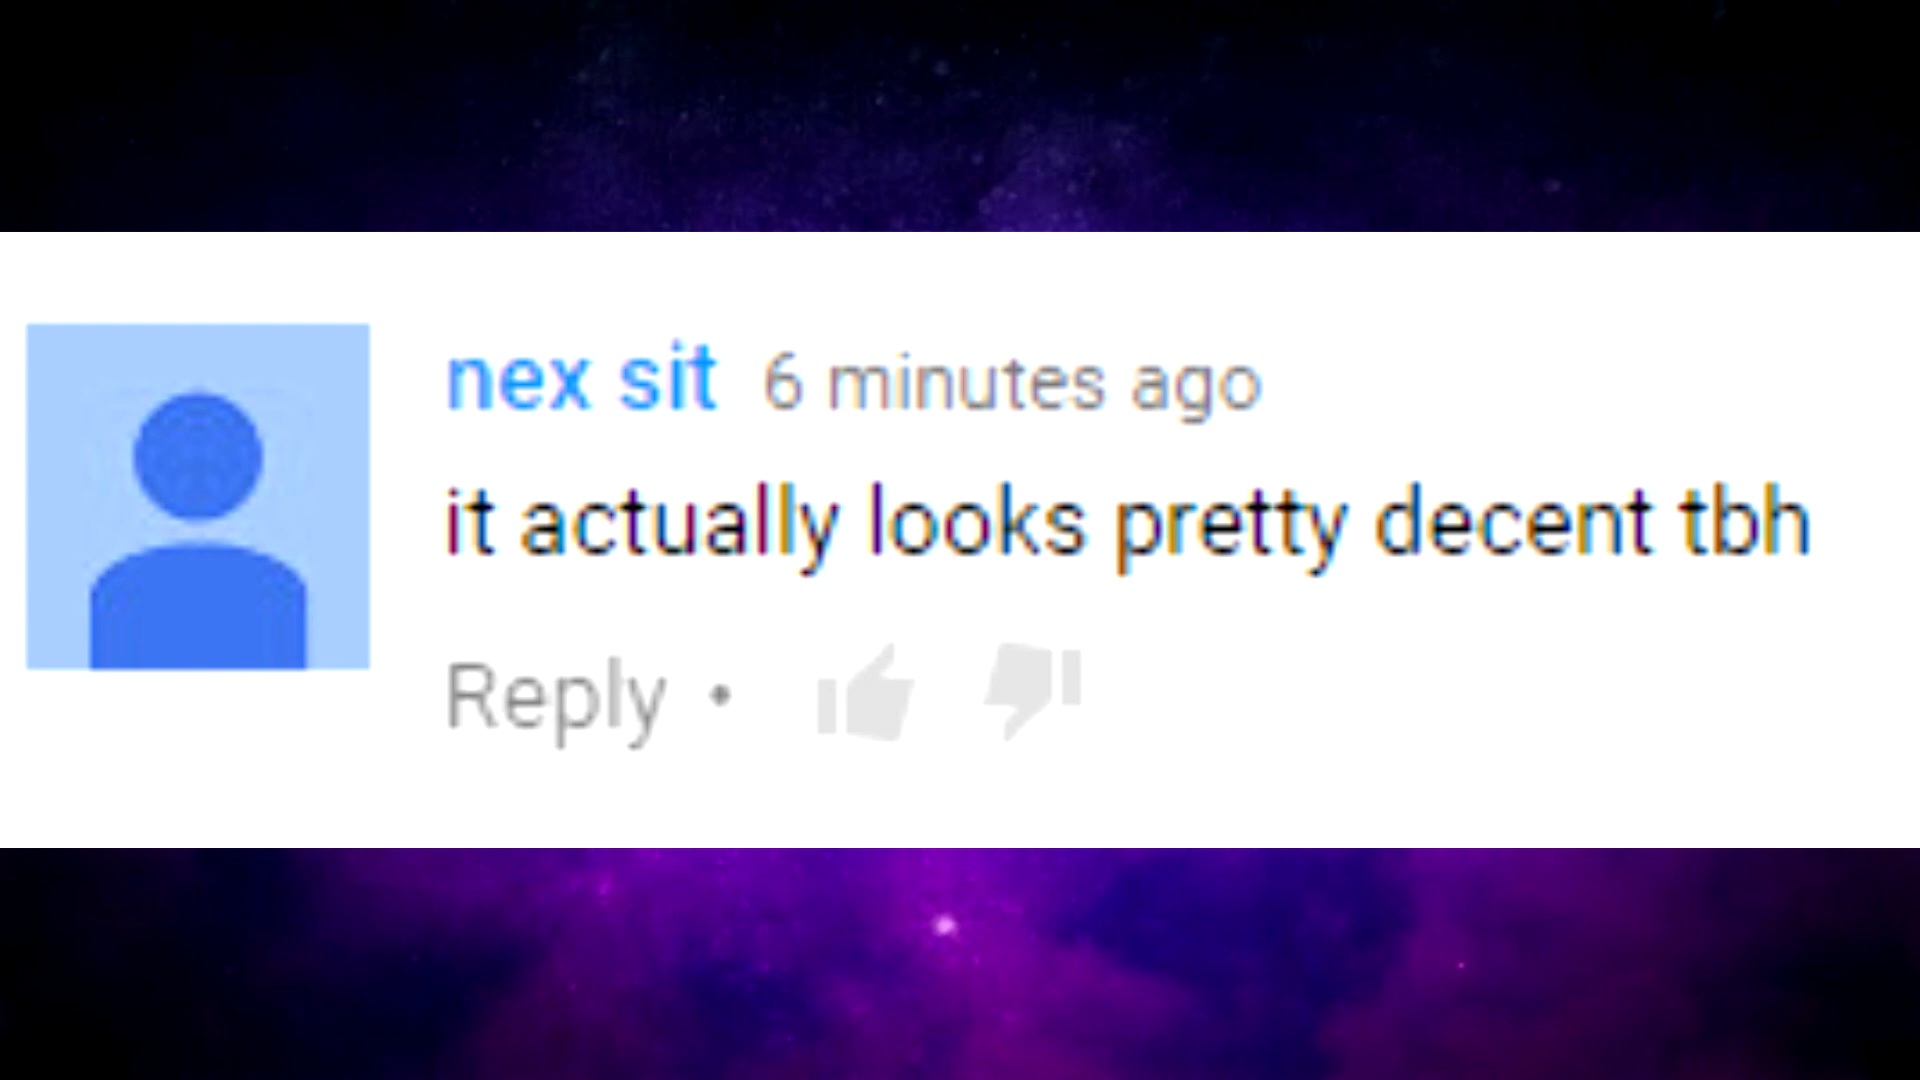 nex sit 6 minutes ago
it actually looks pretty decent tbh
Reply •